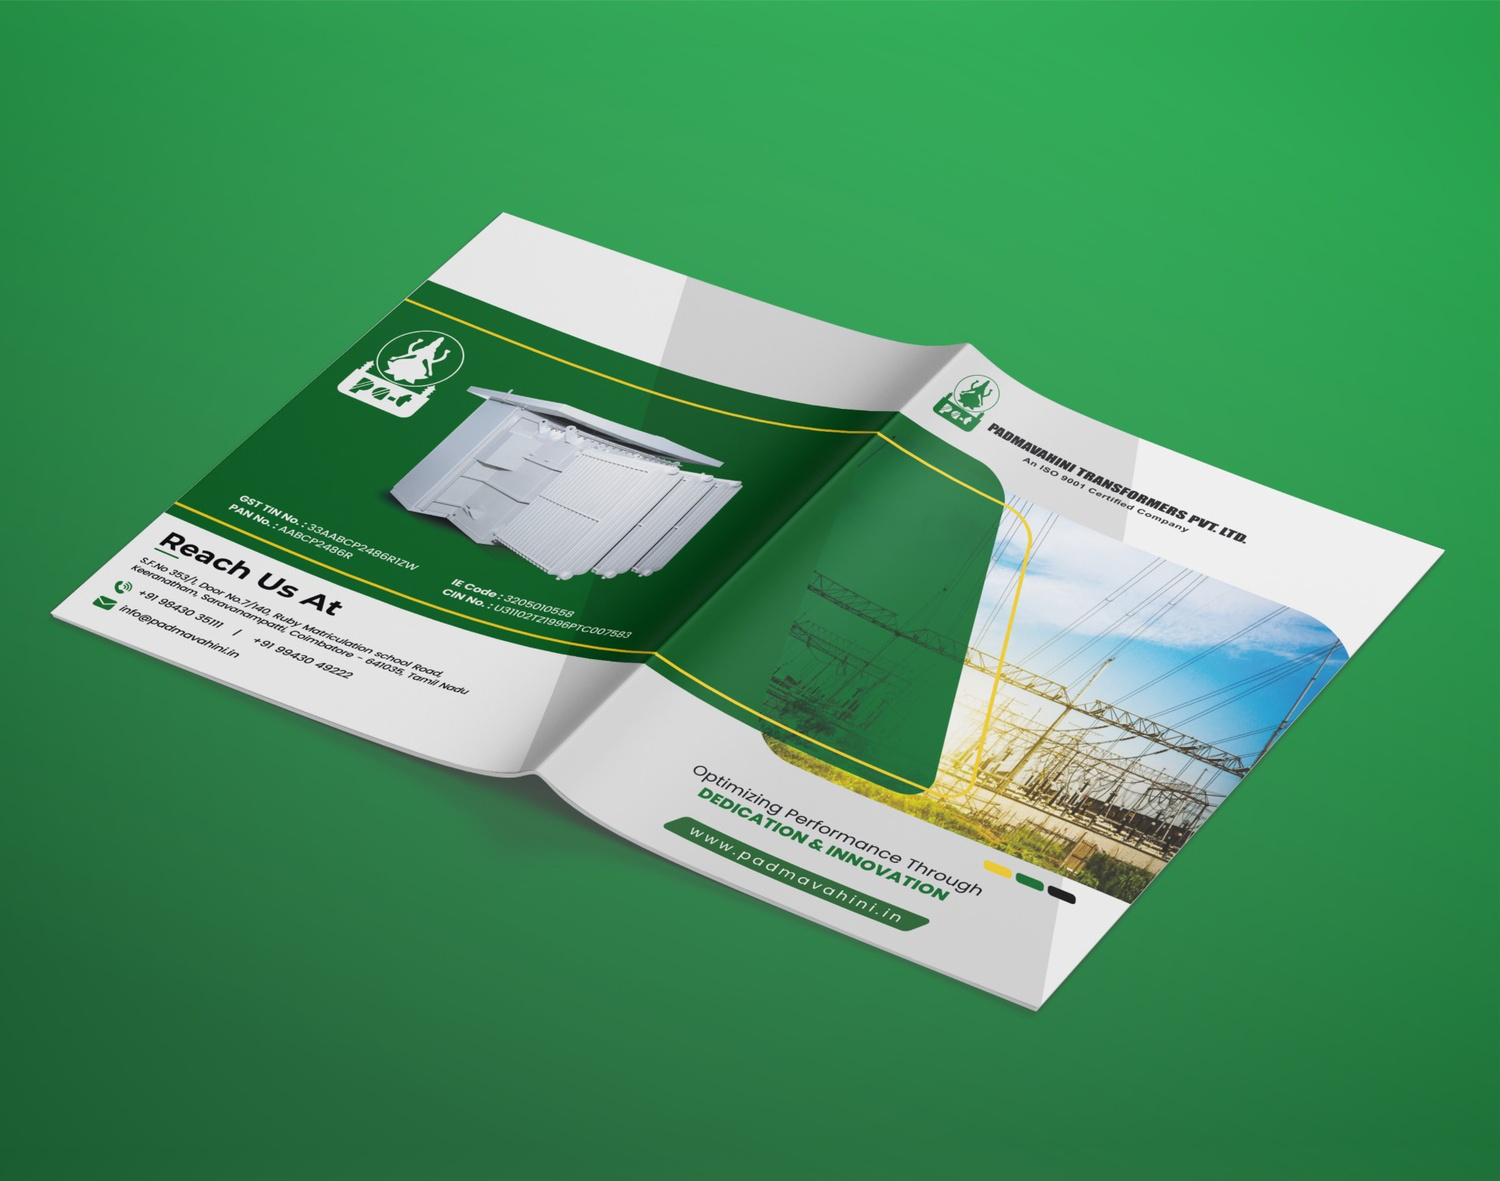 pa-t
GST TIN No. : 33AABCP2486R1ZW
PAN No. : AABCP2486R
IE Code : 3205010558
CIN No. : U31102TZ1996PTC007583
Reach Us At
S.F.No 353/1, Door No.7/140, Ruby Matriculation school Road,
Keeranatham, Saravanampatti, Coimbatore - 641035, Tamil Nadu
+91 98430 35111 / +91 99430 49222
info@padmavahini.in
pa-t
PADMAVAHINI TRANSFORMERS PVT. LTD.
An ISO 9001 Certified Company
Optimizing Performance Through
DEDICATION & INNOVATION
www.padmavahini.in